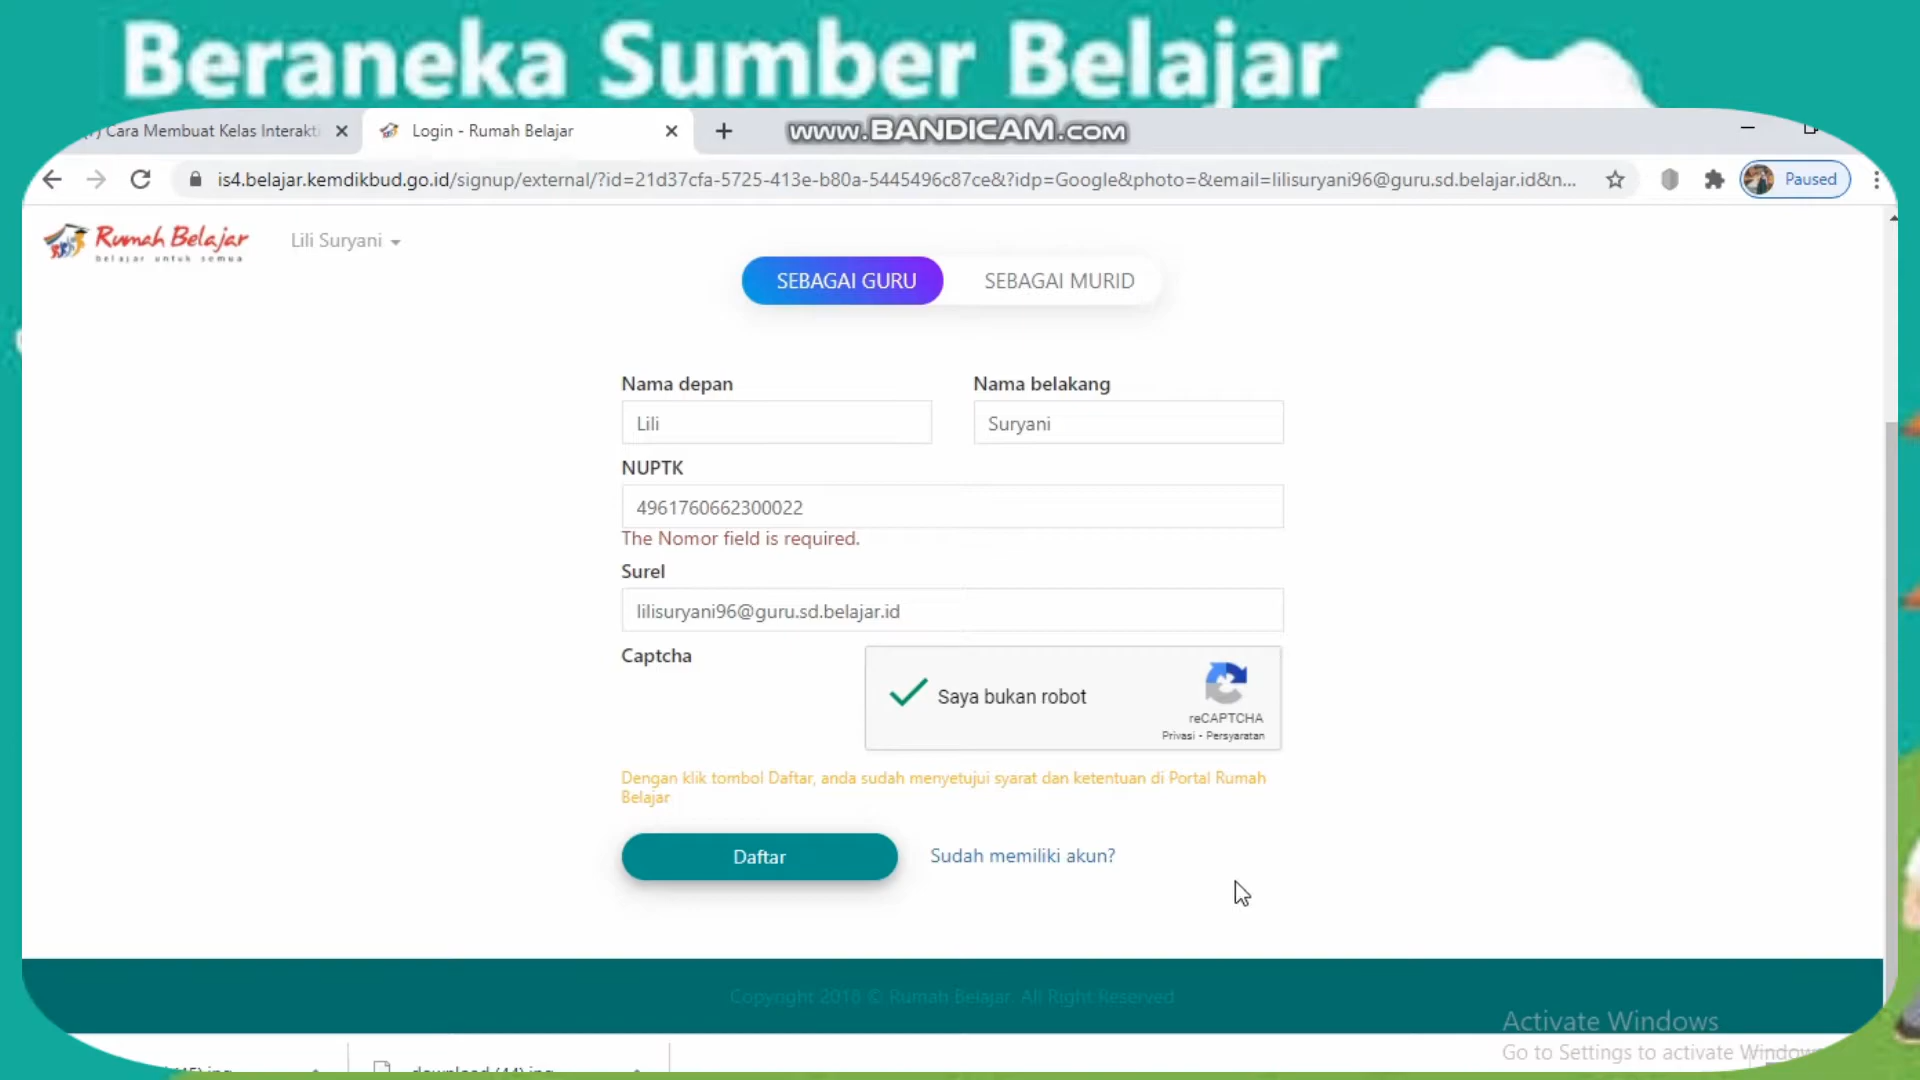 Beraneka Sumber Belajar
Cara Membuat Kelas Interakti
Login - Rumah Belajar
www.BANDICAM.com
is4.belajar.kemdikbud.go.id/signup/external/?id=21d37cfa-5725-413e-b80a-5445496c87ce&?idp=Google&photo=&email=lilisuryani96@guru.sd.belajar.id&n...
Paused
Rumah Belajar
belajar untuk semua
Lili Suryani
SEBAGAI GURU
SEBAGAI MURID
Nama depan
Nama belakang
Lili
Suryani
NUPTK
4961760662300022
The Nomor field is required.
Surel
lilisuryani96@guru.sd.belajar.id
Captcha
Saya bukan robot
reCAPTCHA
Privasi - Persyaratan
Dengan klik tombol Daftar, anda sudah menyetujui syarat dan ketentuan di Portal Rumah
Belajar
Daftar
Sudah memiliki akun?
Copyright 2018 © Rumah Belajar. All Right Reserved
Activate Windows
Go to Settings to activate Windows
download (44).jpg